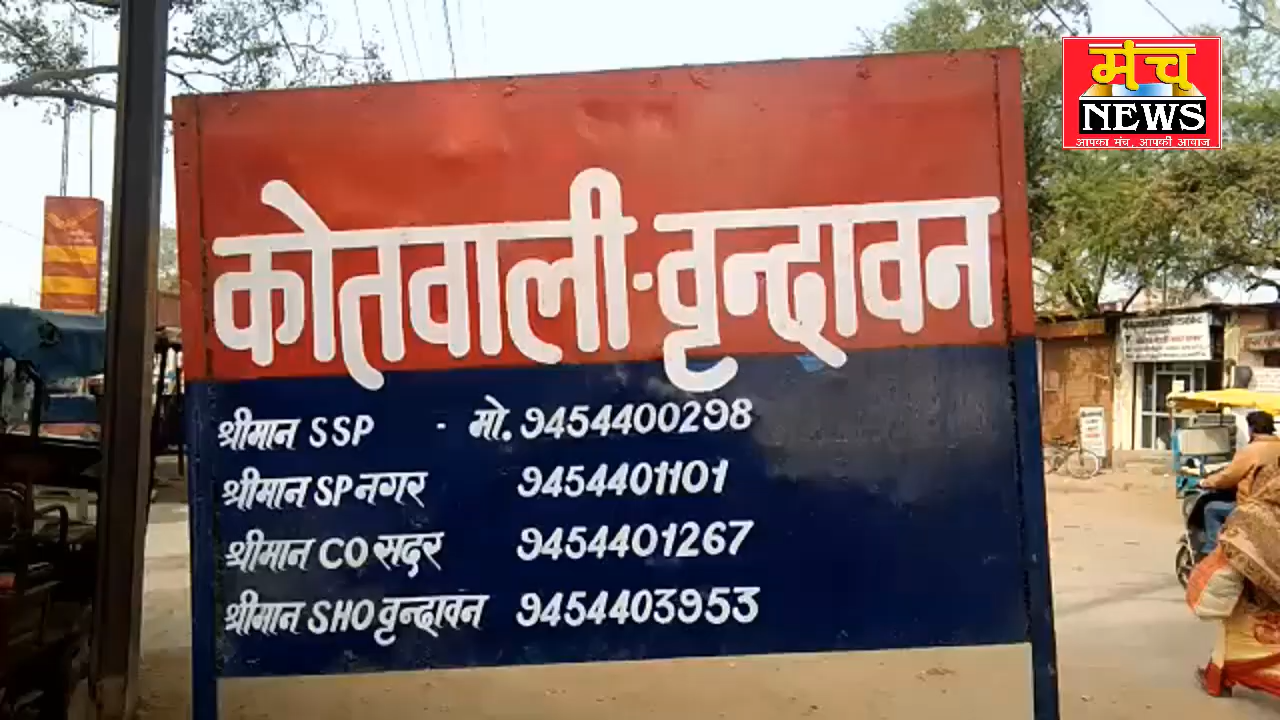 मंच
NEWS
आपका मंच, आपकी आवाज
कोतवाली-वृन्दावन
श्रीमान SSP - मो. 9454400298
श्रीमान SP नगर 9454401101
श्रीमान CO सदर 9454401267
श्रीमान SHO वृन्दावन 9454403953